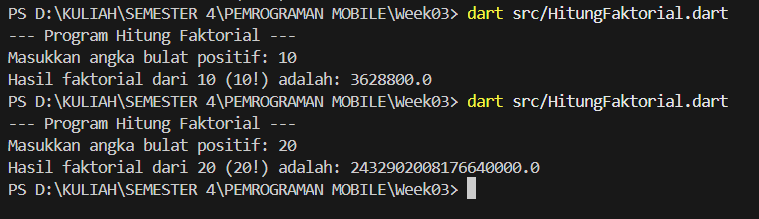 PS D:\KULIAH\SEMESTER 4\PEMROGRAMAN MOBILE\Week03> dart src/HitungFaktorial.dart
--- Program Hitung Faktorial ---
Masukkan angka bulat positif: 10
Hasil faktorial dari 10 (10!) adalah: 3628800.0
PS D:\KULIAH\SEMESTER 4\PEMROGRAMAN MOBILE\Week03> dart src/HitungFaktorial.dart
--- Program Hitung Faktorial ---
Masukkan angka bulat positif: 20
Hasil faktorial dari 20 (20!) adalah: 2432902008176640000.0
PS D:\KULIAH\SEMESTER 4\PEMROGRAMAN MOBILE\Week03>